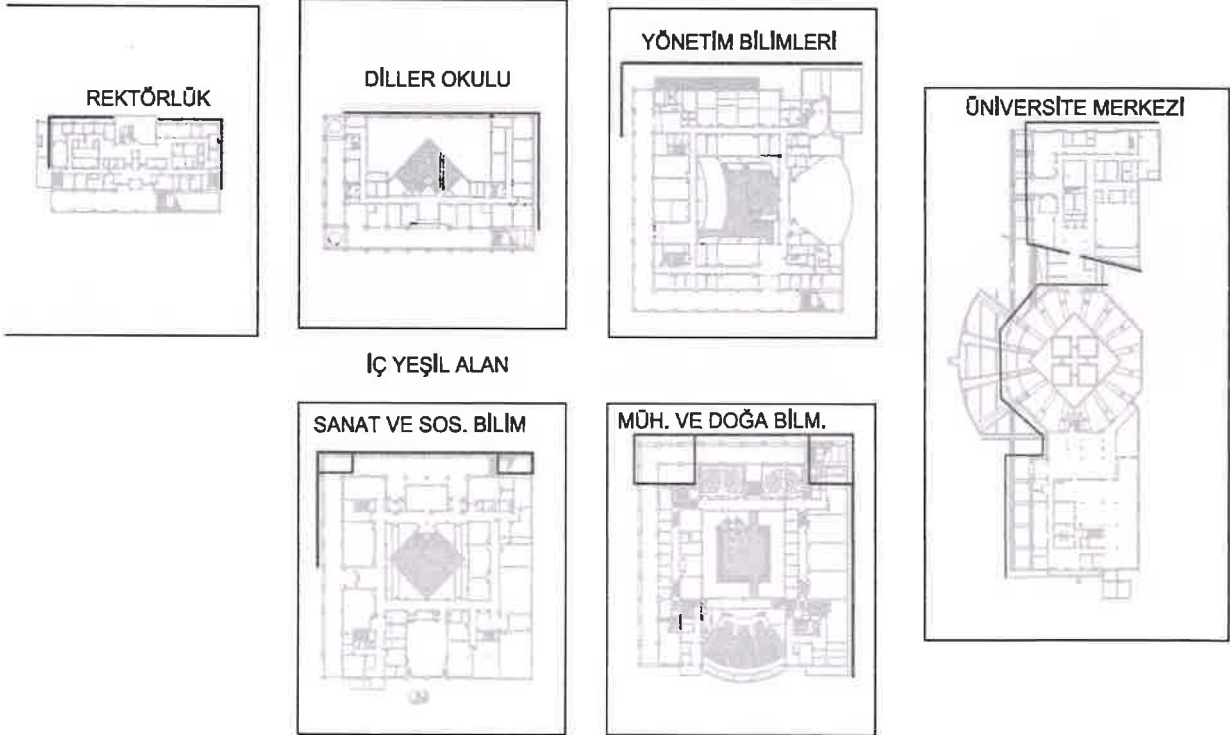 REKTÖRLÜK
DİLLER OKULU
YÖNETİM BİLİMLERİ
ÜNİVERSİTE MERKEZİ
İÇ YEŞİL ALAN
SANAT VE SOS. BİLİM
MÜH. VE DOĞA BİLM.